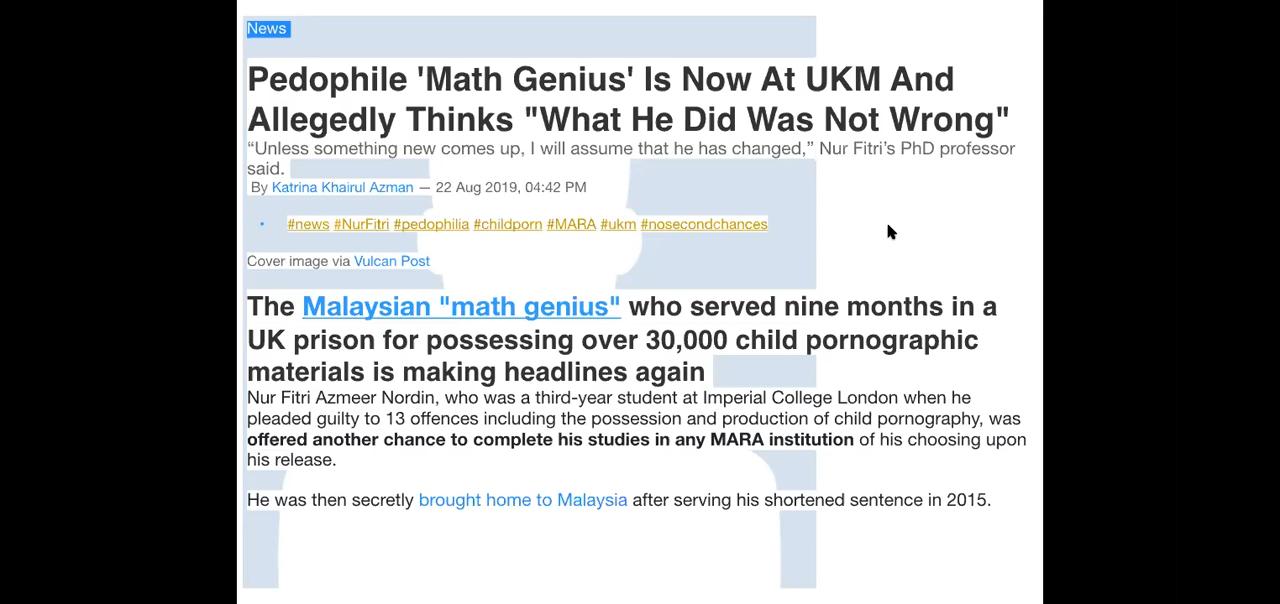 News
Pedophile 'Math Genius' Is Now At UKM And
Allegedly Thinks "What He Did Was Not Wrong"
“Unless something new comes up, I will assume that he has changed,” Nur Fitri’s PhD professor
said.
By Katrina Khairul Azman — 22 Aug 2019, 04:42 PM
• #news #NurFitri #pedophilia #childporn #MARA #ukm #nosecondchances
Cover image via Vulcan Post
The Malaysian "math genius" who served nine months in a
UK prison for possessing over 30,000 child pornographic
materials is making headlines again
Nur Fitri Azmeer Nordin, who was a third-year student at Imperial College London when he
pleaded guilty to 13 offences including the possession and production of child pornography, was
offered another chance to complete his studies in any MARA institution of his choosing upon
his release.
He was then secretly brought home to Malaysia after serving his shortened sentence in 2015.